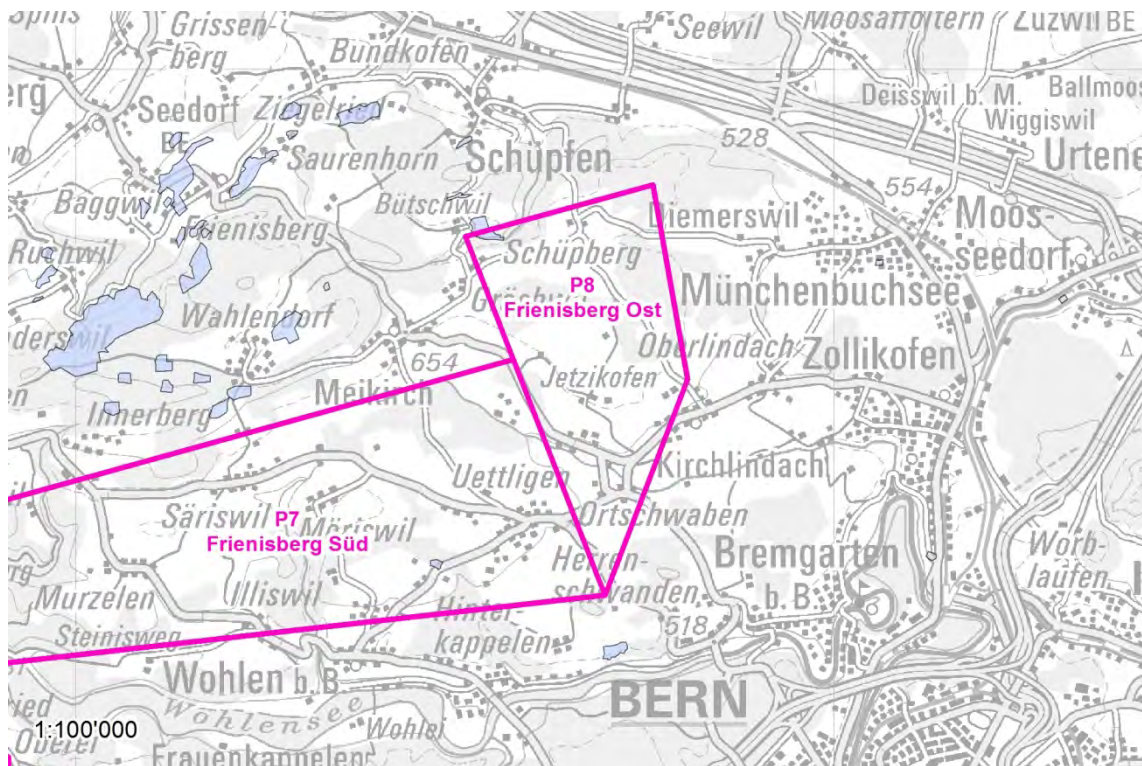 Grissen-
berg
Bundkofen
Seewil
Moosaffoltern
Zuzwil BE
Seedorf
BE
Ziegelried
Saurenhorn
Schüpfen
528
Deisswil b. M.
Wiggiswil
Ballmoos
Urtene
554
Baggwil
Frienisberg
Bütschwil
Diemerswil
Moos-
seedorf
Ruchwil
Schüpberg
P8
Frienisberg Ost
Münchenbuchsee
Wahlendorf
Oberlindach
Zollikofen
654
Meikirch
Jetzikofen
Innerberg
Uettligen
Kirchlindach
Säriswil
P7
Frienisberg Süd
Möriswil
Ortschwaben
Herren-
schwanden
Bremgarten
b. B.
Worb-
laufen
Murzelen
Illiswil
Hinter-
kappelen
518
Steinisweg
Wohlen b. B.
BERN
Wohlensee
Wohlei
1:100'000
Frauenkappelen